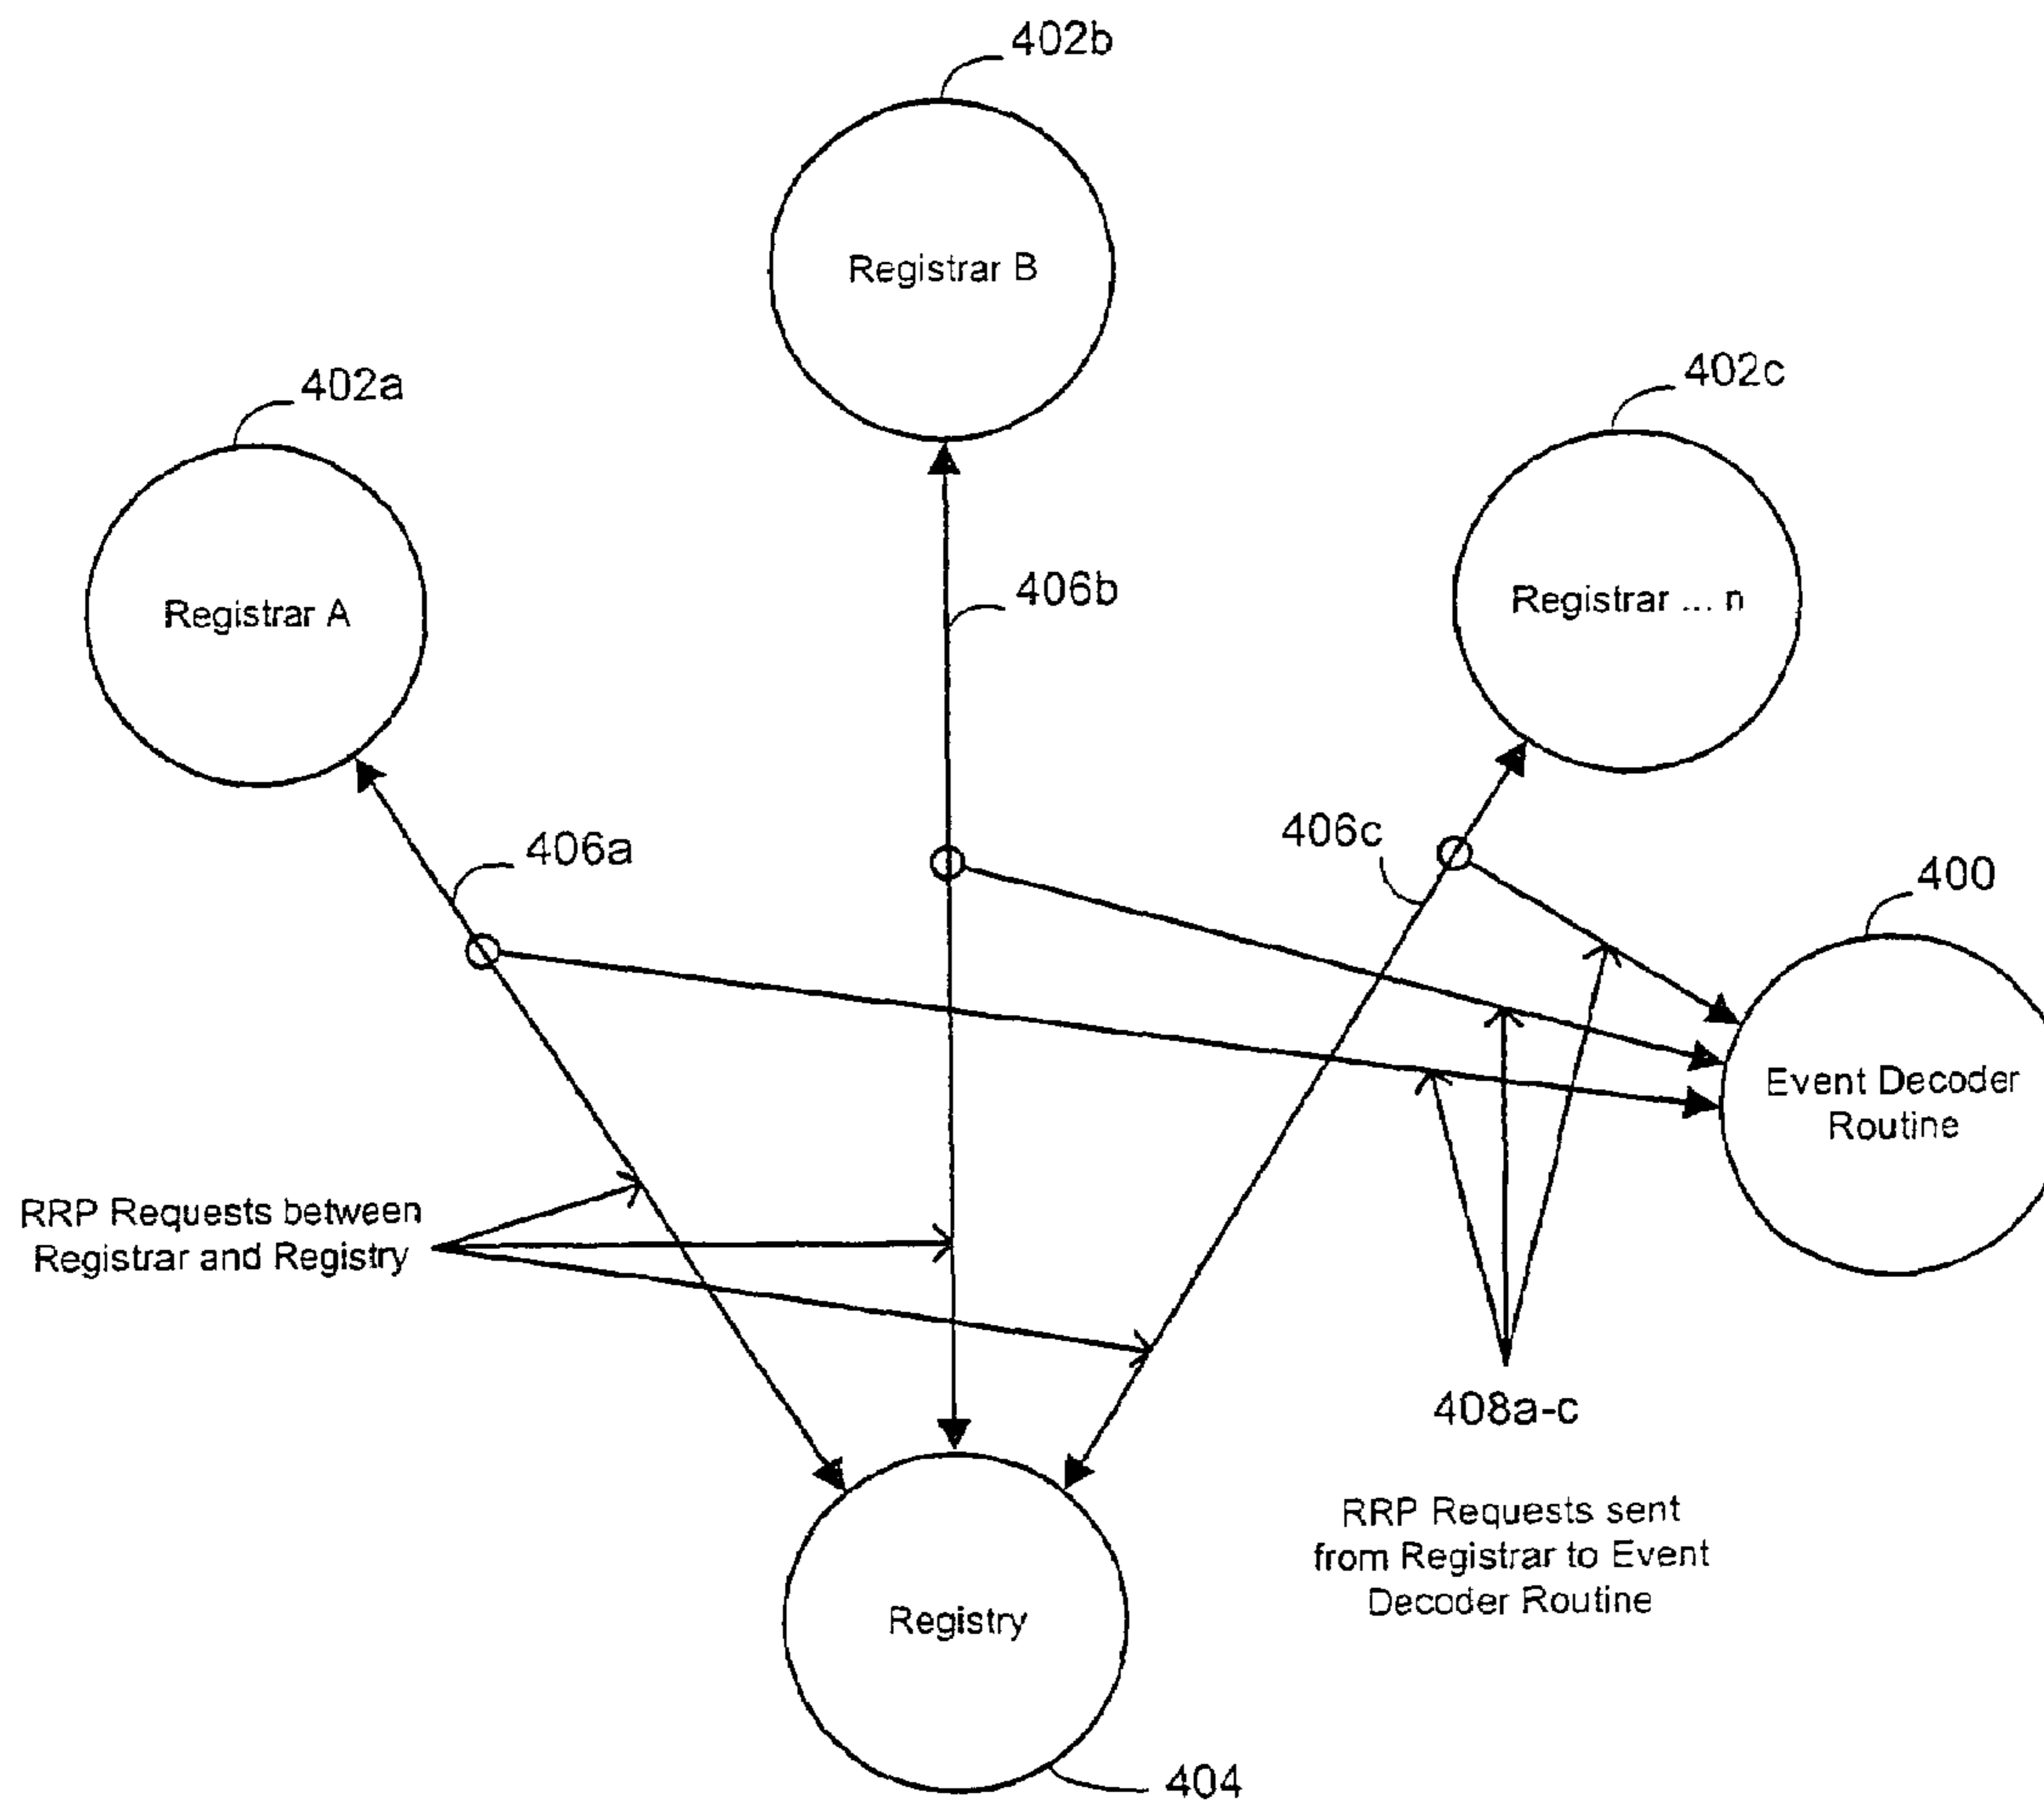 402b
Registrar B
402a
402c
Registrar A
Registrar ... n
406b
406a
406c
400
Event Decoder
Routine
RRP Requests between
Registrar and Registry
408a-c
RRP Requests sent
from Registrar to Event
Decoder Routine
Registry
404